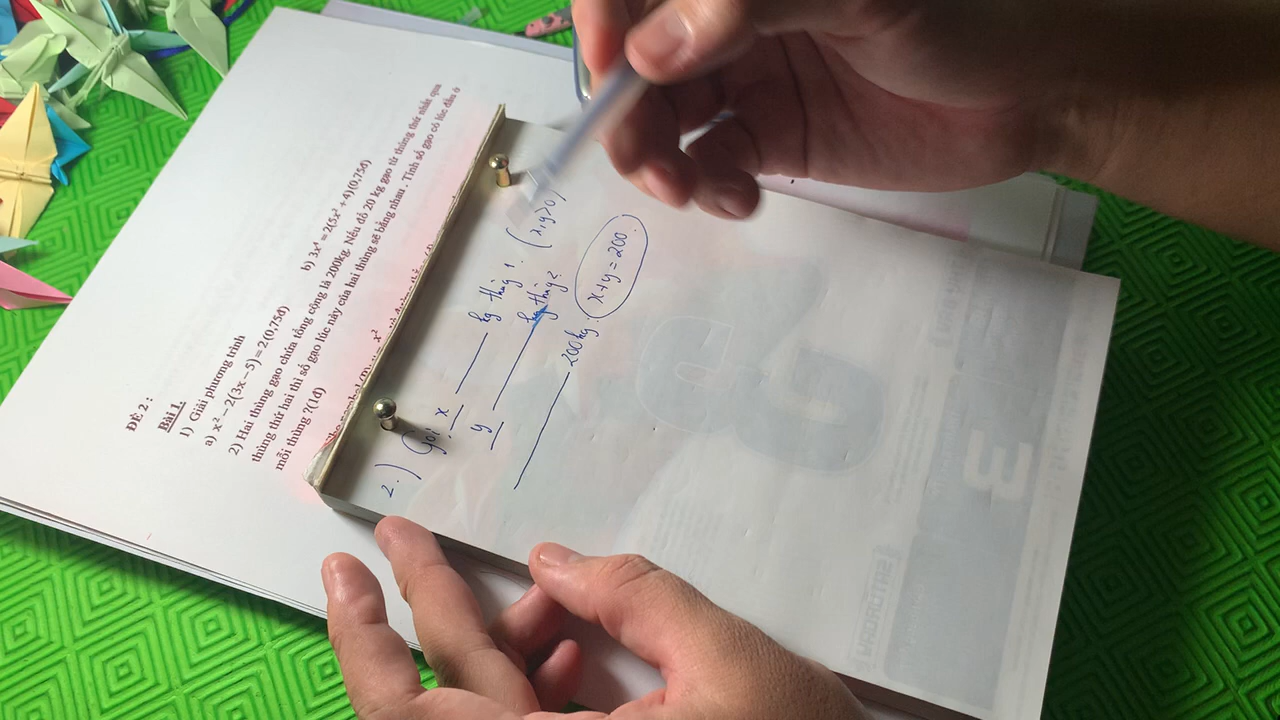 ĐỀ 2 :
Bài 1.
1) Giải phương trình
a) x² − 2(3x − 5) = 2(0,75đ) b) 3x⁴ = 2(5x² + 4)(0,75đ)
2) Hai thùng gạo chứa tổng cộng là 200kg. Nếu đổ 20 kg gạo từ thùng thứ nhất qua
thùng thứ hai thì số gạo lúc này của hai thùng sẽ bằng nhau . Tính số gạo có lúc đầu ở
mỗi thùng ?(1đ)
2.) Gọi x — kg thùg 1. (x,y>0)
y — kg thùg 2
— 200kg: x+y = 200.
3